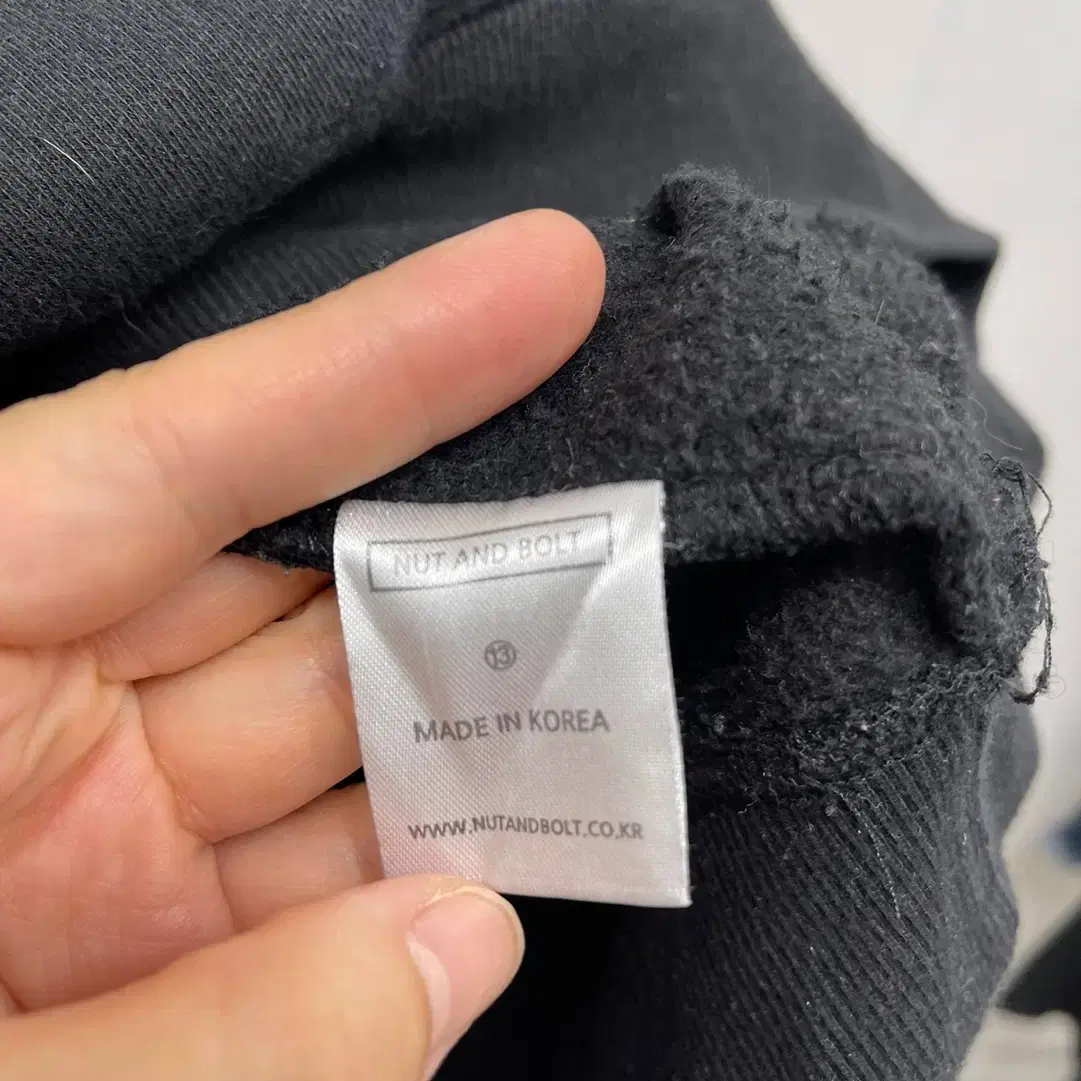 NUT AND BOLT
⑬
MADE IN KOREA
WWW.NUTANDBOLT.CO.KR